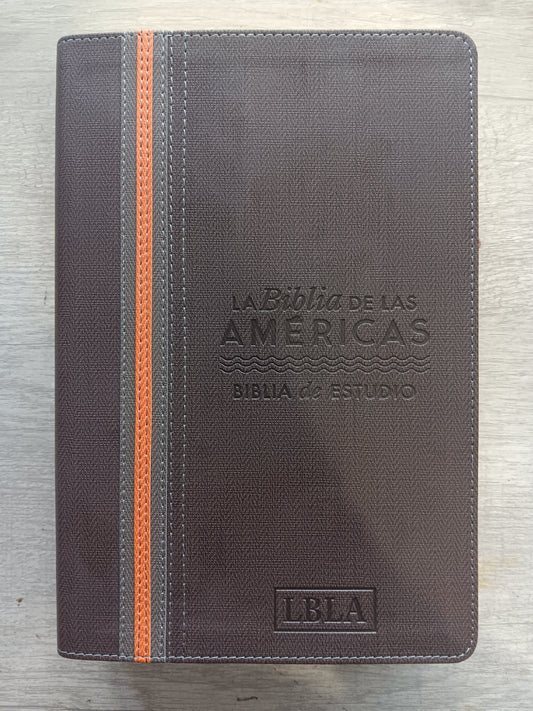 LA Biblia DE LAS
AMÉRICAS
BIBLIA de ESTUDIO
LBLA